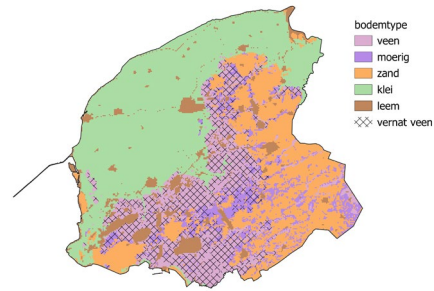 bodemtype
veen
moerig
zand
klei
leem
vernat veen